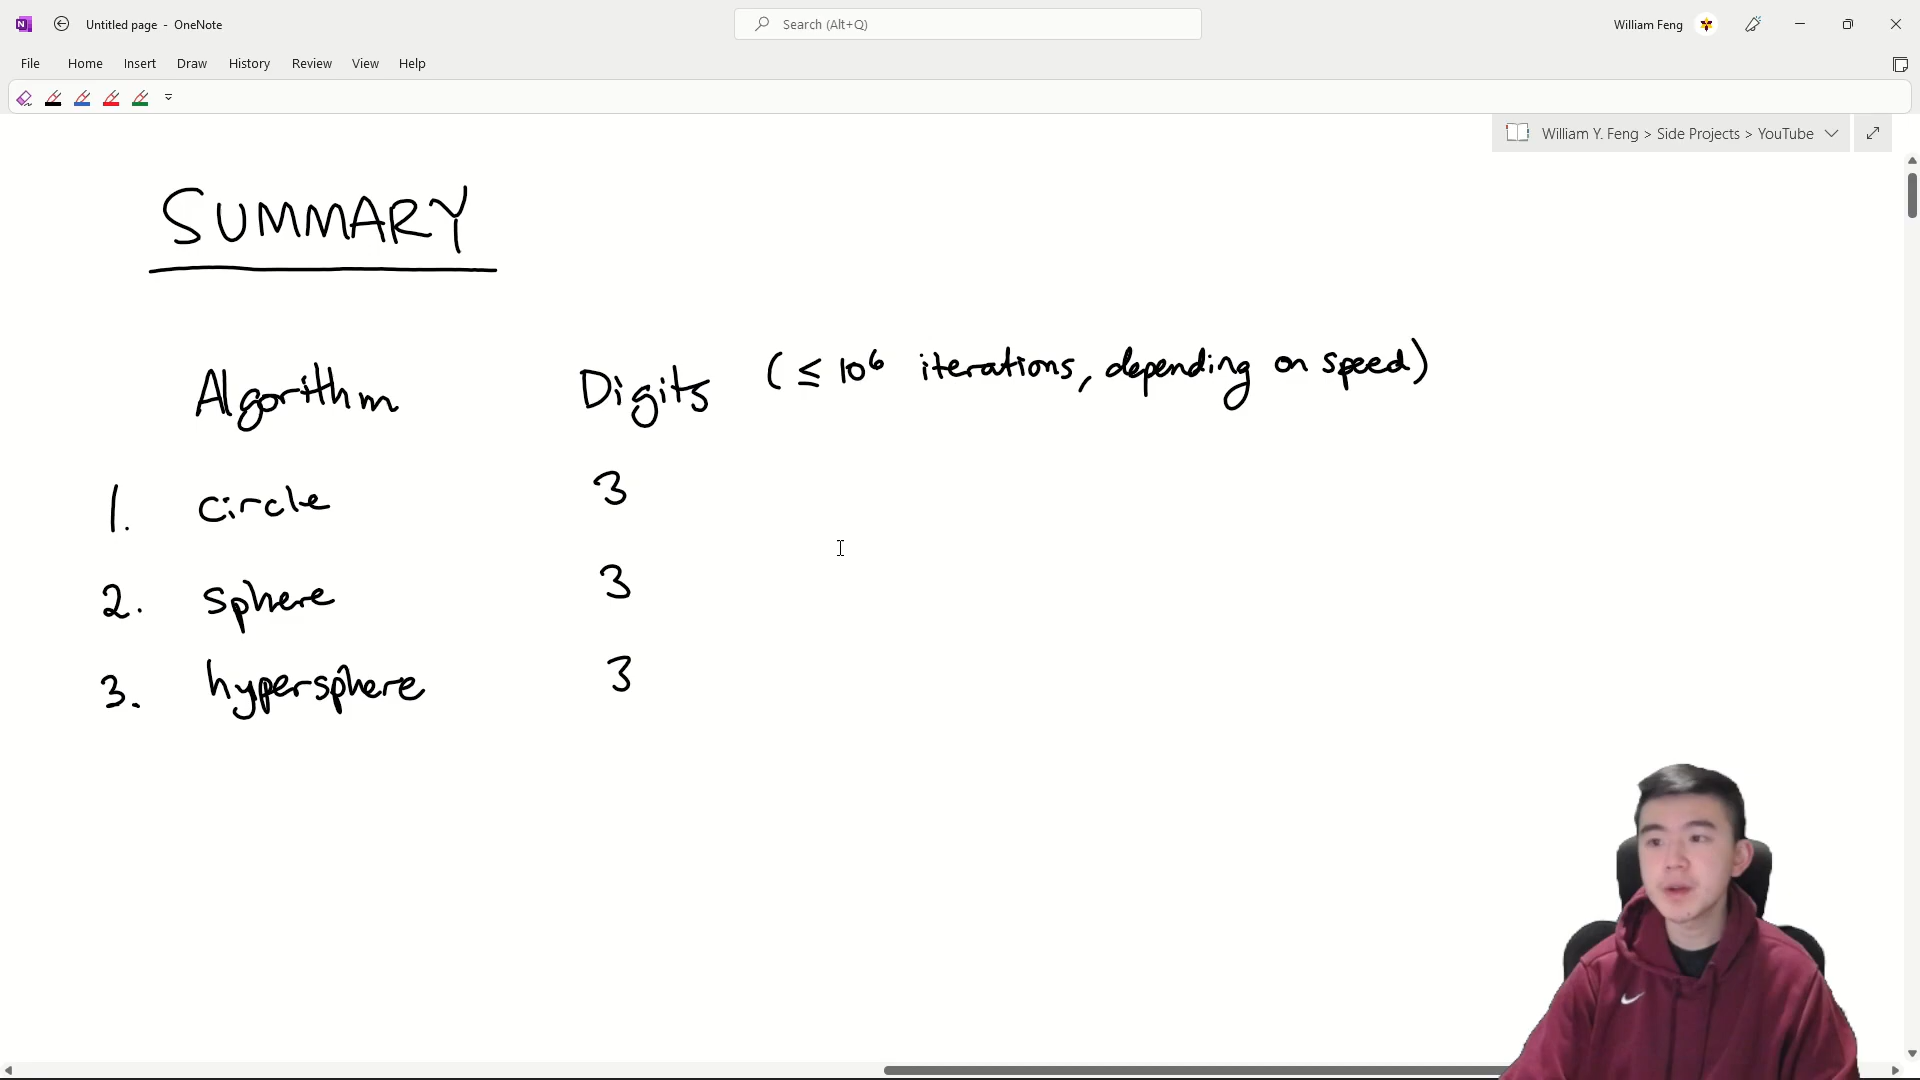 Untitled page - OneNote
Search (Alt+Q)
William Feng
File Home Insert Draw History Review View Help
William Y. Feng > Side Projects > YouTube
SUMMARY
Algorithm Digits (≤ 10⁶ iterations, depending on speed)
1. circle 3
2. sphere 3
3. hypersphere 3